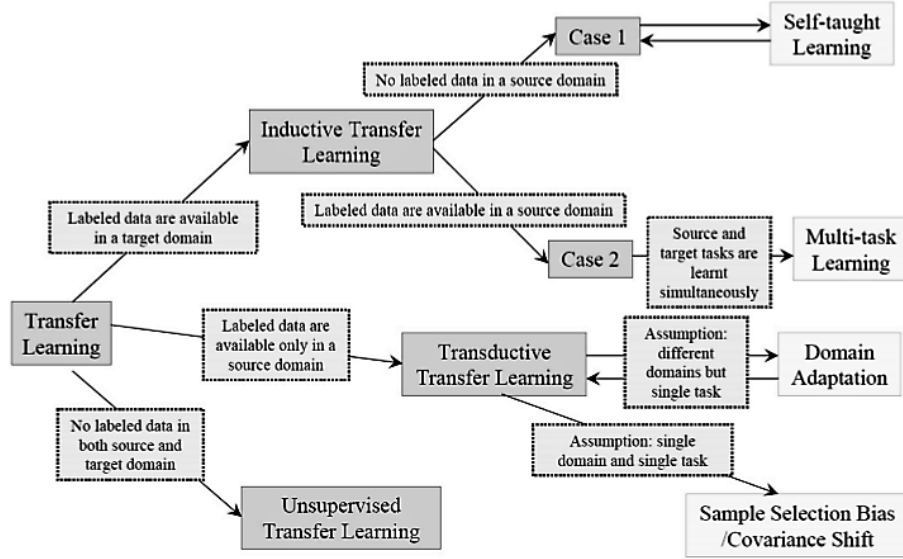 Case 1
Self-taught
Learning
No labeled data in a source domain
Inductive Transfer
Learning
Labeled data are available
in a target domain
Labeled data are available in a source domain
Case 2
Source and
target tasks are
learnt
simultaneously
Multi-task
Learning
Transfer
Learning
Labeled data are
available only in a
source domain
Transductive
Transfer Learning
Assumption:
different
domains but
single task
Domain
Adaptation
No labeled data in
both source and
target domain
Assumption: single
domain and single task
Unsupervised
Transfer Learning
Sample Selection Bias
/Covariance Shift